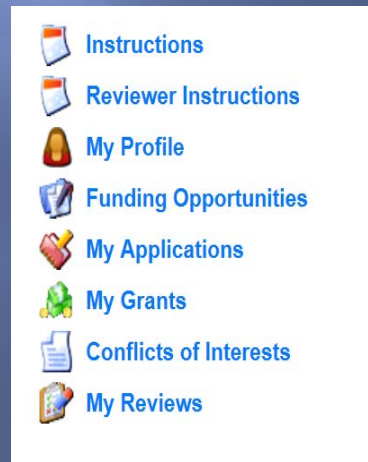 Instructions
Reviewer Instructions
My Profile
Funding Opportunities
My Applications
My Grants
Conflicts of Interests
My Reviews